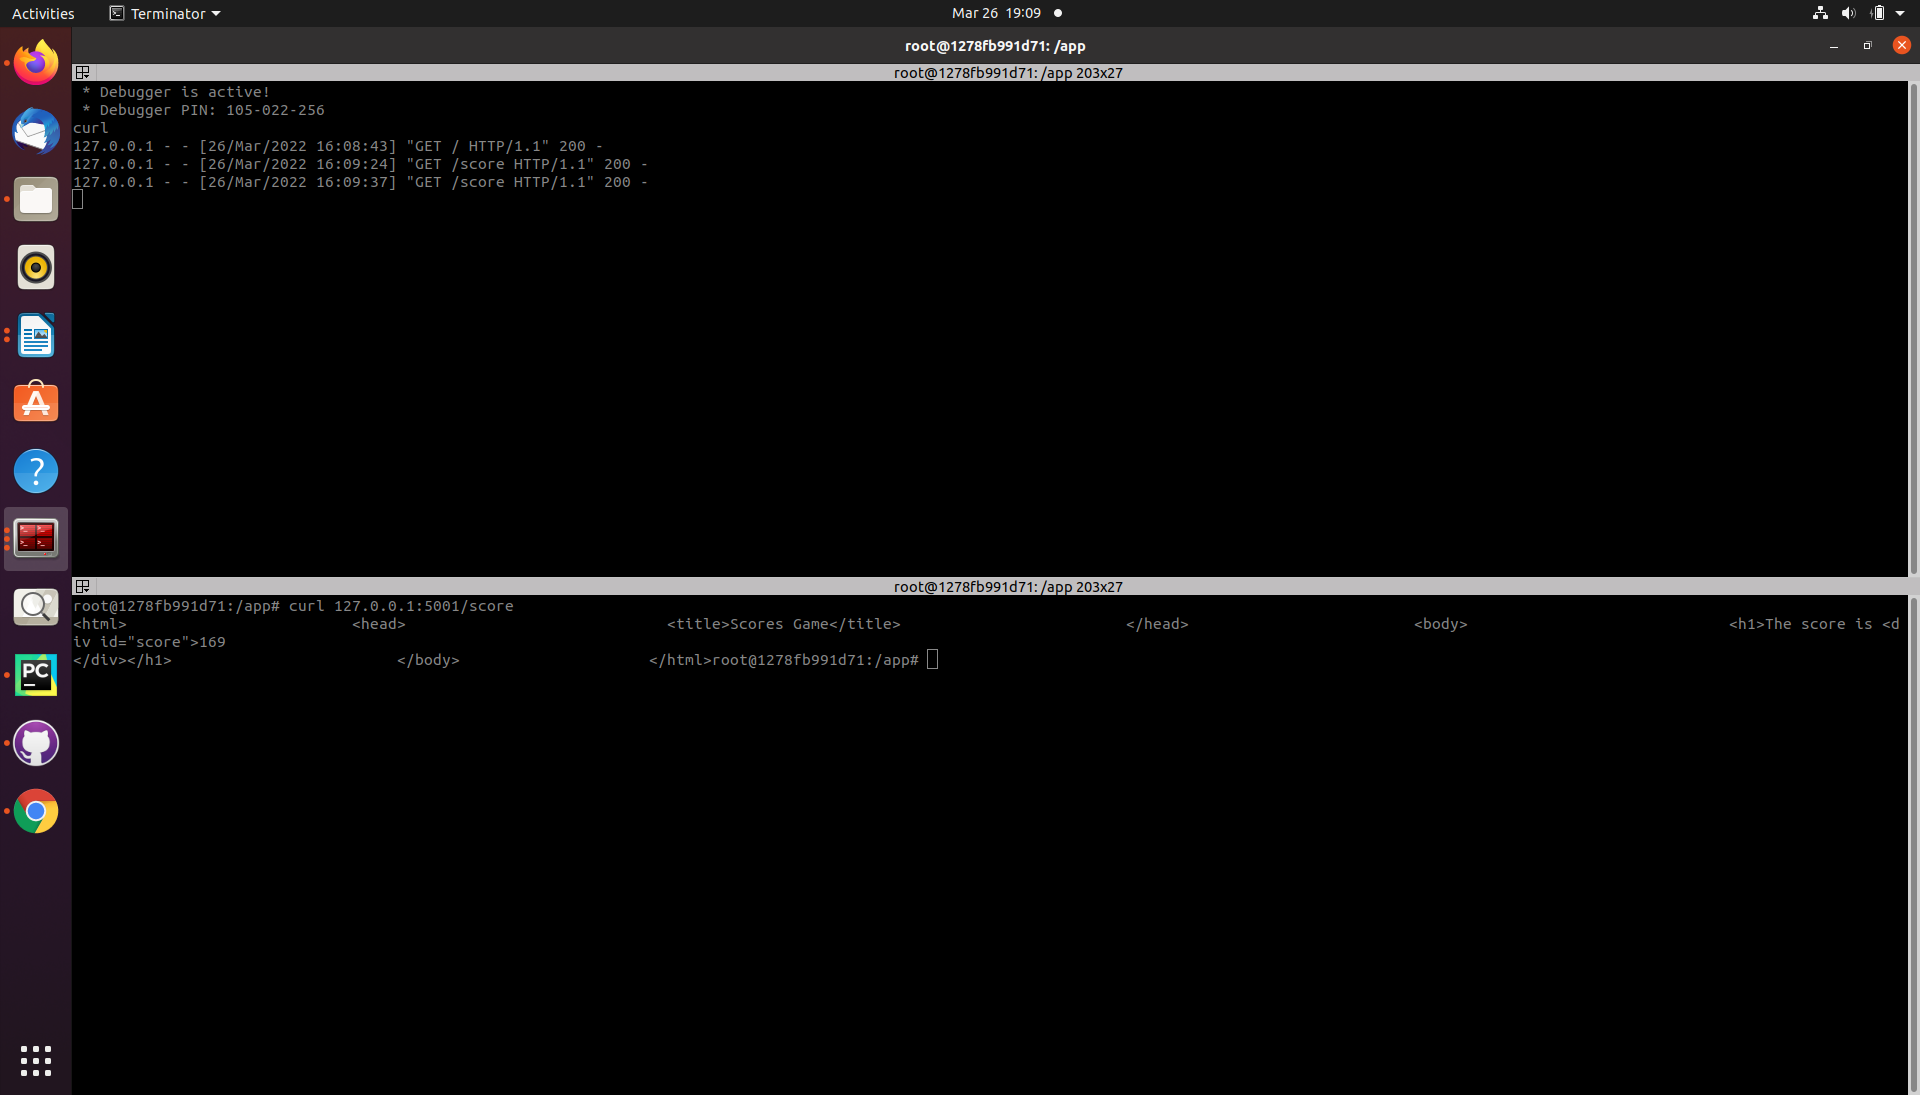 Activities
Terminator
Mar 26 19:09
root@1278fb991d71: /app
root@1278fb991d71: /app 203x27
* Debugger is active!
* Debugger PIN: 105-022-256
curl
127.0.0.1 - - [26/Mar/2022 16:08:43] "GET / HTTP/1.1" 200 -
127.0.0.1 - - [26/Mar/2022 16:09:24] "GET /score HTTP/1.1" 200 -
127.0.0.1 - - [26/Mar/2022 16:09:37] "GET /score HTTP/1.1" 200 -
root@1278fb991d71: /app 203x27
root@1278fb991d71:/app# curl 127.0.0.1:5001/score
<html> <head> <title>Scores Game</title> </head> <body> <h1>The score is <d
iv id="score">169
</div></h1> </body> </html>root@1278fb991d71:/app#
PC